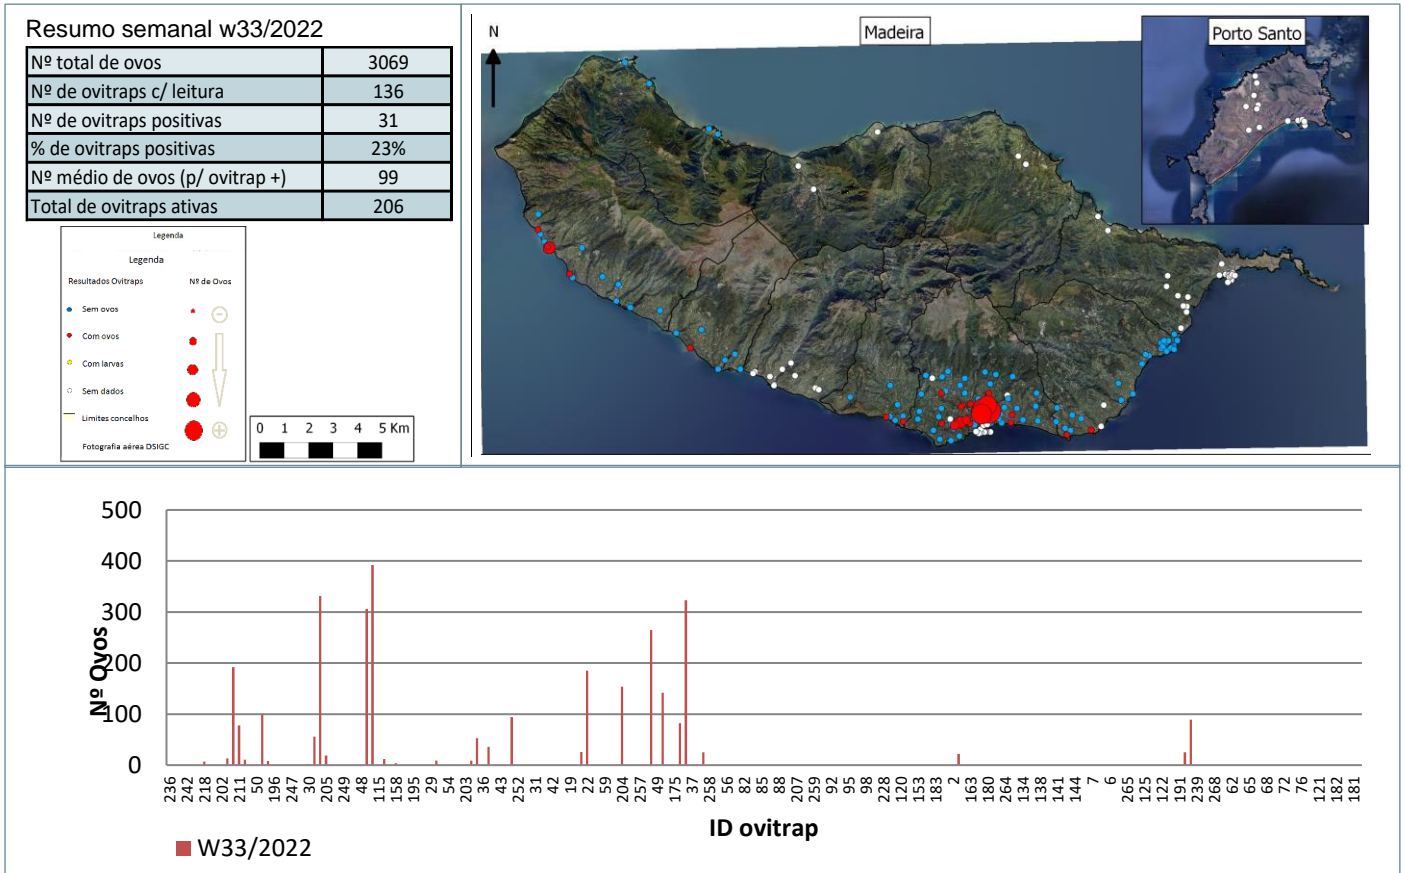 Resumo semanal w33/2022
Nº total de ovos 3069
Nº de ovitraps c/ leitura 136
Nº de ovitraps positivas 31
% de ovitraps positivas 23%
Nº médio de ovos (p/ ovitrap +) 99
Total de ovitraps ativas 206
Legenda
Legenda
Resultados Ovitraps Nº de Ovos
Sem ovos
Com ovos
Com larvas
Sem dados
Limites concelhos
Fotografia aérea DSIGC
0 1 2 3 4 5 Km
N
Madeira
Porto Santo
500
400
300
200
100
0
Nº Ovos
236 242 218 202 211 50 196 247 30 205 249 48 115 158 195 29 54 203 36 43 252 31 42 19 22 59 204 257 49 175 37 258 56 82 85 88 207 259 92 95 98 228 120 153 183 2 163 180 264 134 138 141 144 7 6 265 125 122 191 239 268 62 65 68 72 76 121 182 181
ID ovitrap
W33/2022